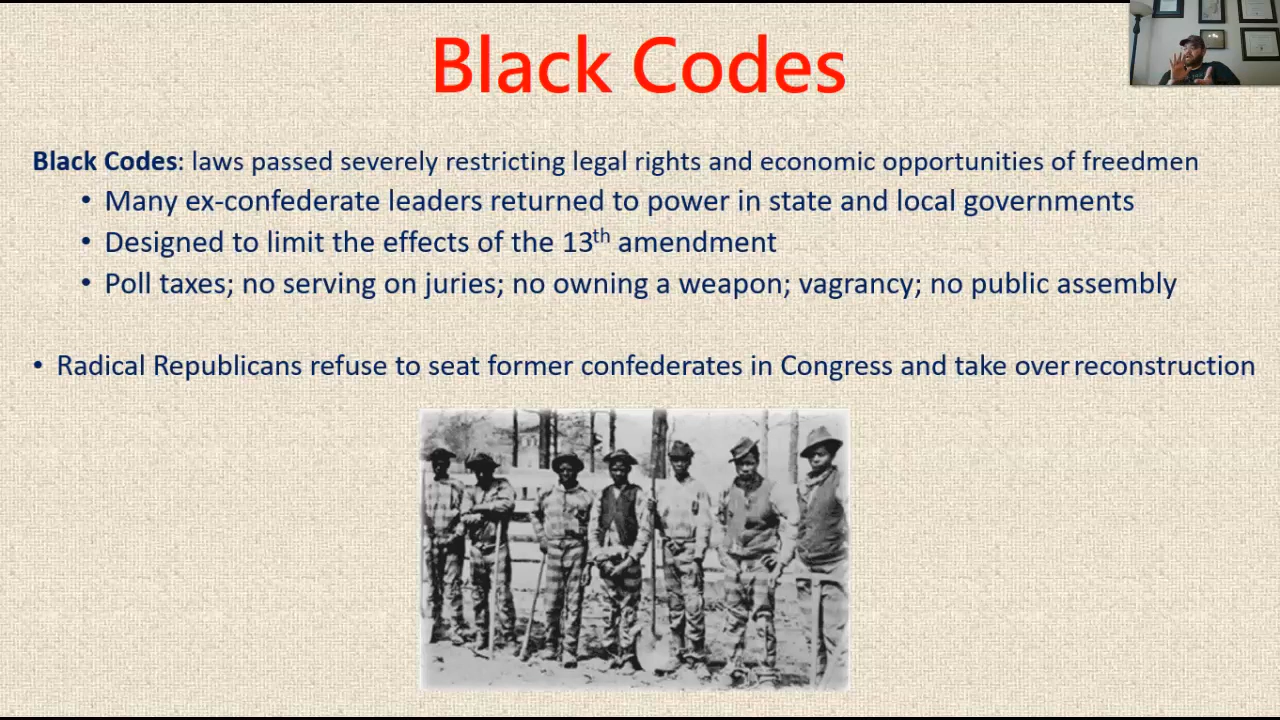 Black Codes
Black Codes: laws passed severely restricting legal rights and economic opportunities of freedmen
• Many ex-confederate leaders returned to power in state and local governments
• Designed to limit the effects of the 13th amendment
• Poll taxes; no serving on juries; no owning a weapon; vagrancy; no public assembly
• Radical Republicans refuse to seat former confederates in Congress and take over reconstruction